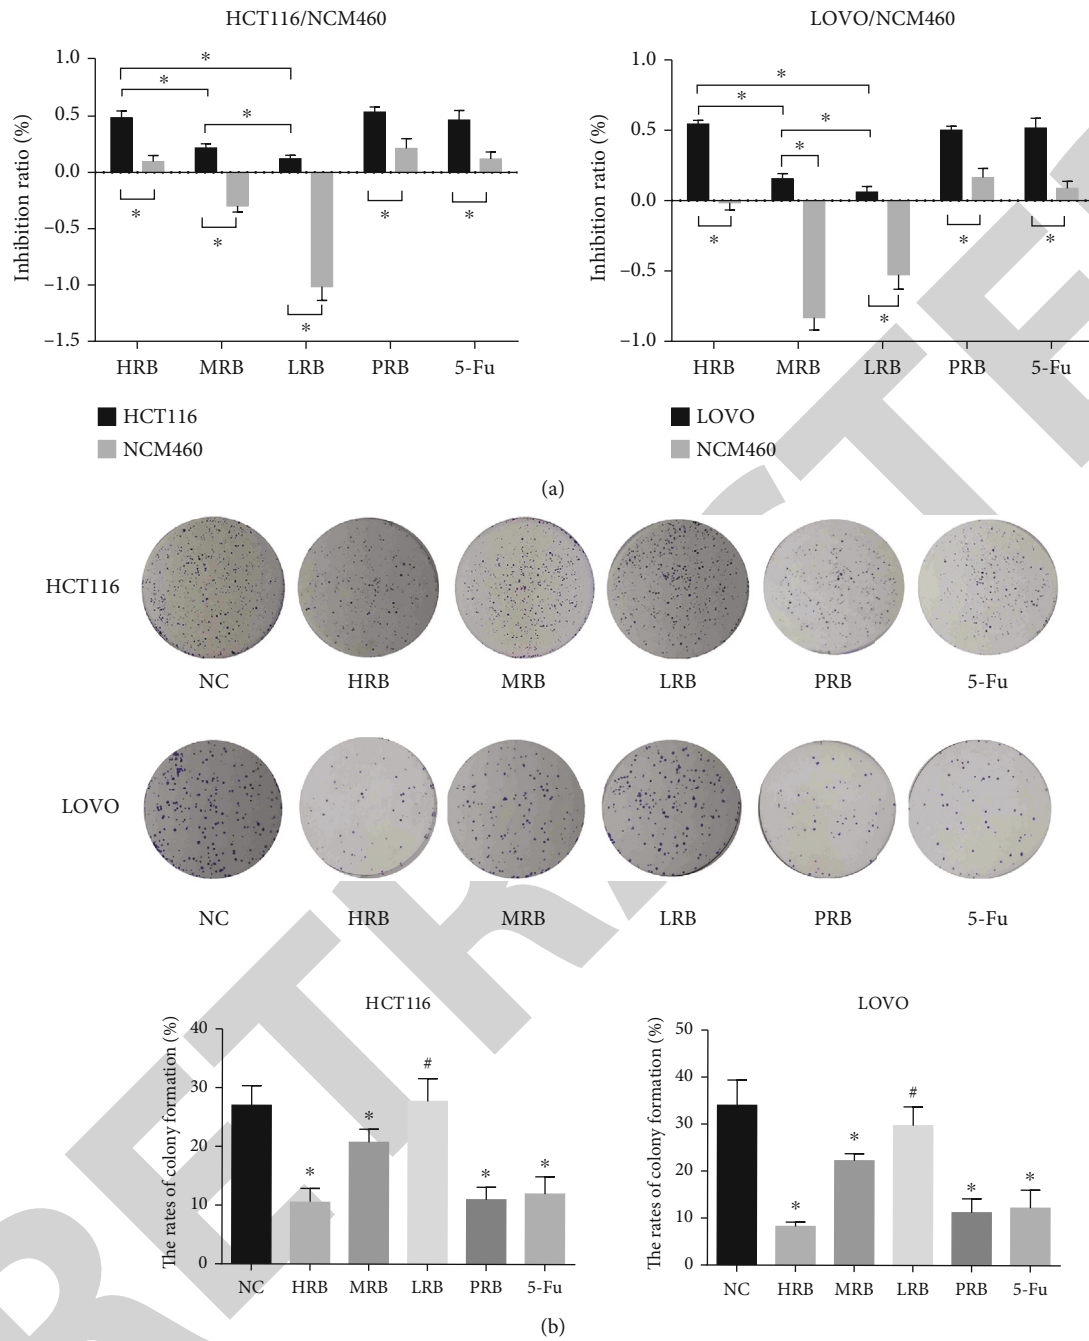 HCT116/NCM460
Inhibition ratio (%)
1.0
0.5
0.0
−0.5
−1.0
−1.5
* * *
* * * * *
HRB MRB LRB PRB 5-Fu
HCT116
NCM460
LOVO/NCM460
Inhibition ratio (%)
1.0
0.5
0.0
−0.5
−1.0
* * * *
* * * *
HRB MRB LRB PRB 5-Fu
LOVO
NCM460
(a)
HCT116
NC HRB MRB LRB PRB 5-Fu
LOVO
NC HRB MRB LRB PRB 5-Fu
HCT116
The rates of colony formation (%)
40
30
20
10
0
* * # * *
NC HRB MRB LRB PRB 5-Fu
LOVO
The rates of colony formation (%)
50
40
30
20
10
0
* * # * *
NC HRB MRB LRB PRB 5-Fu
(b)